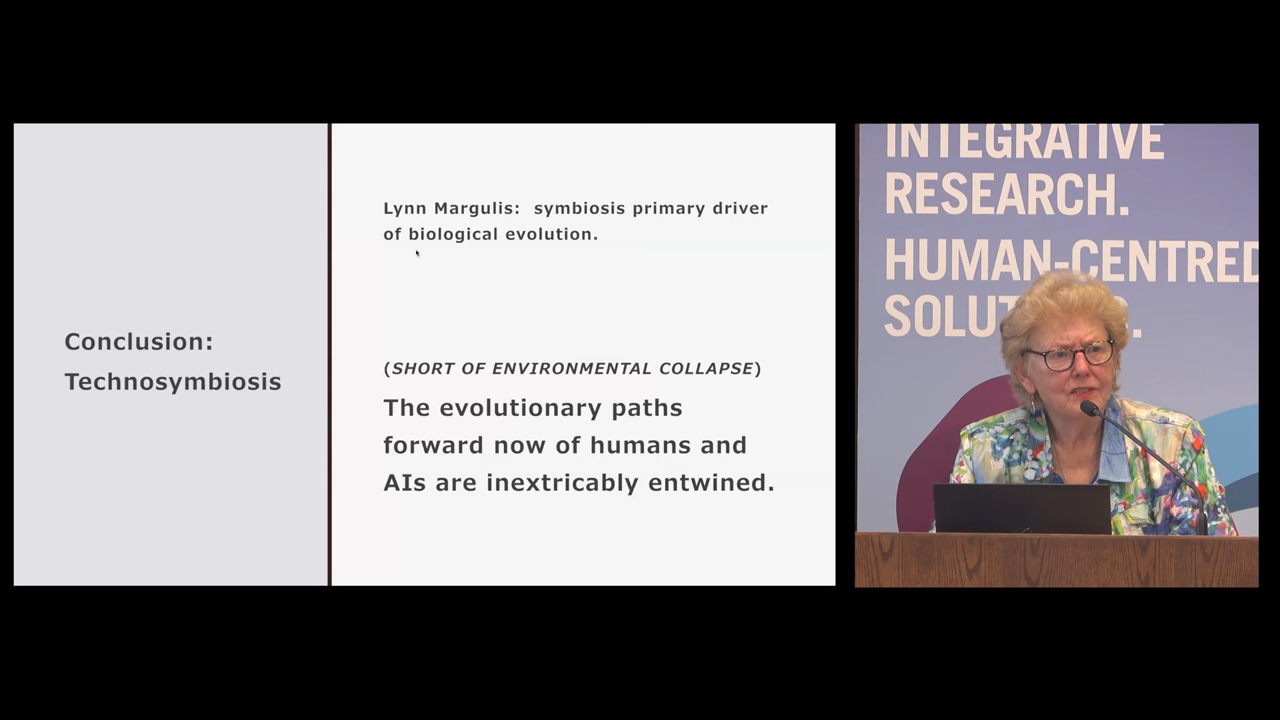 Conclusion:
Technosymbiosis
Lynn Margulis:  symbiosis primary driver
of biological evolution.
(SHORT OF ENVIRONMENTAL COLLAPSE)
The evolutionary paths
forward now of humans and
AIs are inextricably entwined.
INTEGRATIVE
RESEARCH.
HUMAN-CENTRED